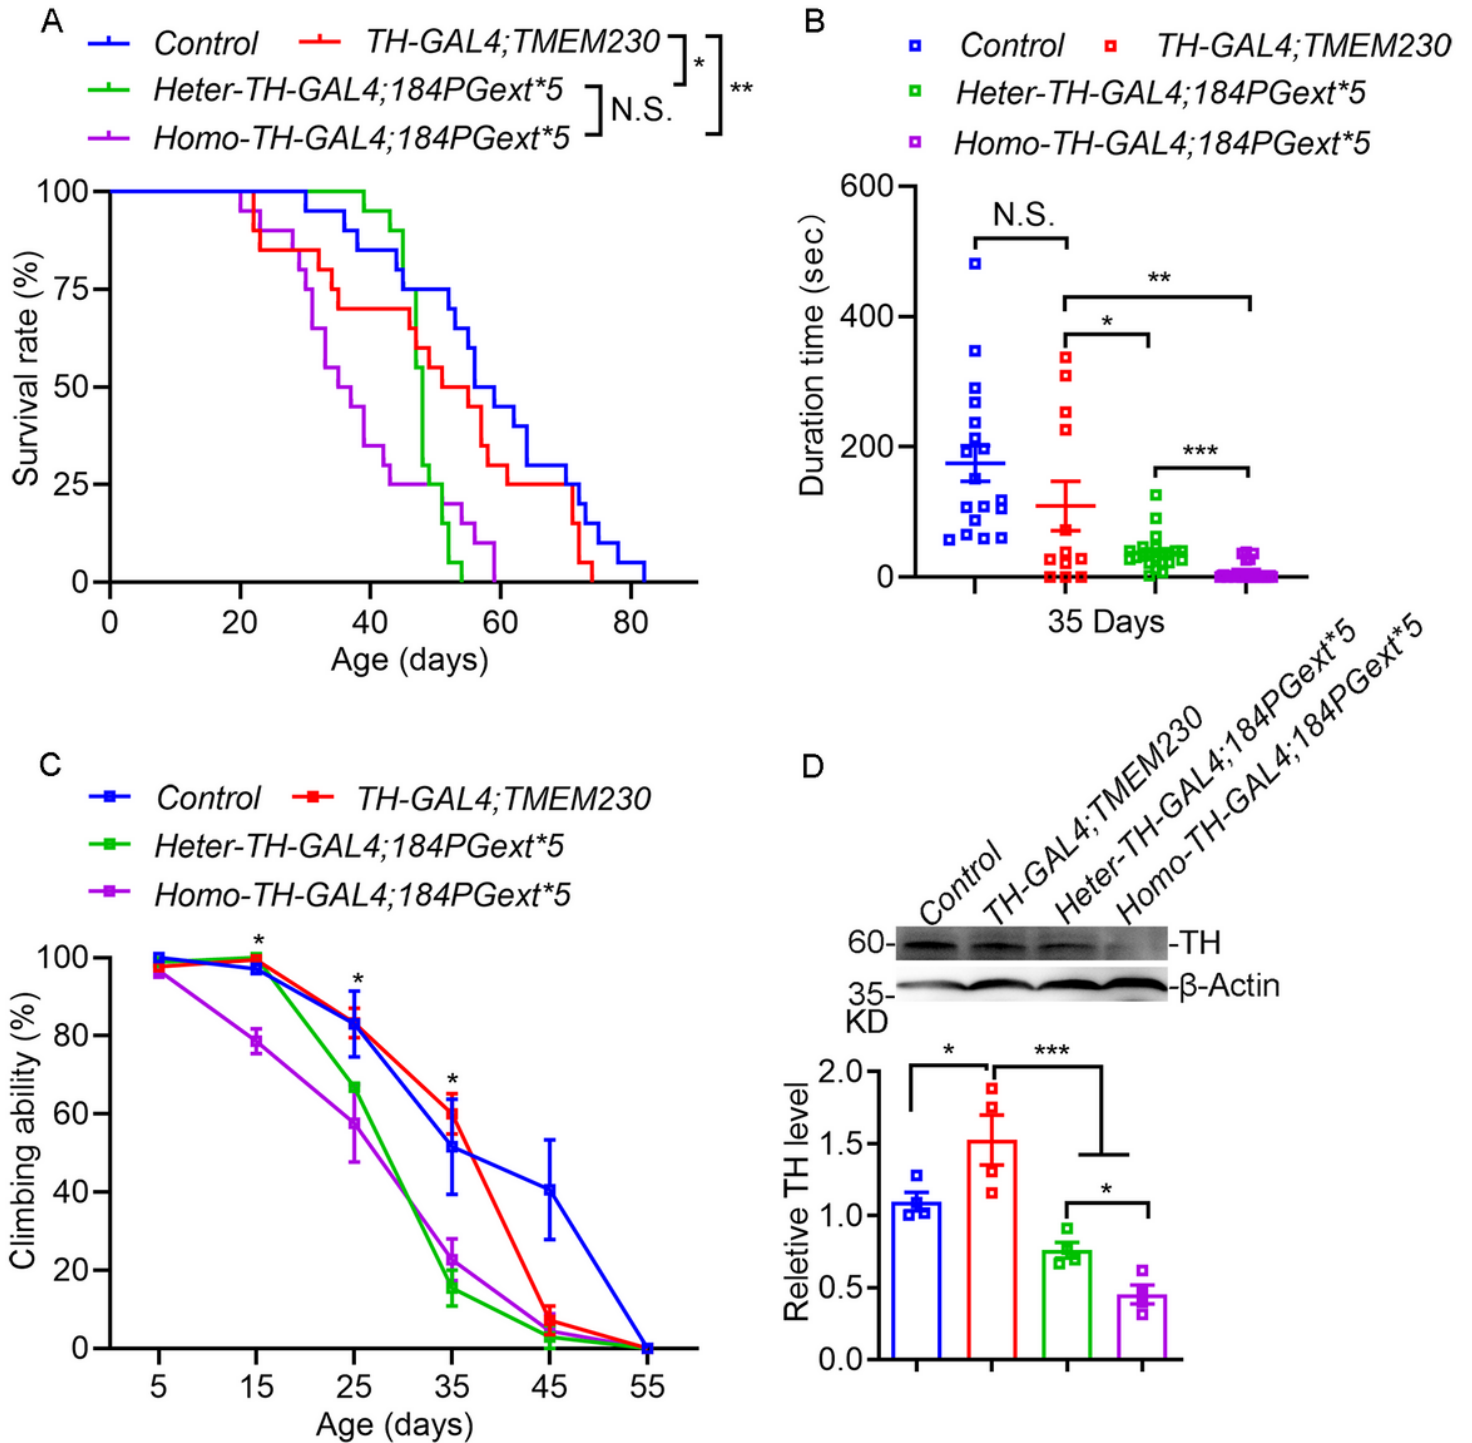 A
Control TH-GAL4;TMEM230
Heter-TH-GAL4;184PGext*5
Homo-TH-GAL4;184PGext*5
*
N.S.
**
Survival rate (%)
100
75
50
25
0
0 20 40 60 80
Age (days)
B
Control TH-GAL4;TMEM230
Heter-TH-GAL4;184PGext*5
Homo-TH-GAL4;184PGext*5
Duration time (sec)
600
400
200
0
N.S.
**
*
***
35 Days
C
Control TH-GAL4;TMEM230
Heter-TH-GAL4;184PGext*5
Homo-TH-GAL4;184PGext*5
Climbing ability (%)
100
80
60
40
20
0
*
*
*
5 15 25 35 45 55
Age (days)
D
Control
TH-GAL4;TMEM230
Heter-TH-GAL4;184PGext*5
Homo-TH-GAL4;184PGext*5
60- -TH
35- -β-Actin
KD
Reletive TH level
2.0
1.5
1.0
0.5
0.0
* ***
*